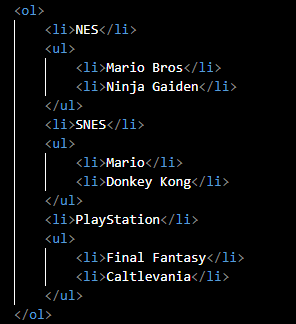 <ol>
<li>NES</li>
<ul>
<li>Mario Bros</li>
<li>Ninja Gaiden</li>
</ul>
<li>SNES</li>
<ul>
<li>Mario</li>
<li>Donkey Kong</li>
</ul>
<li>PlayStation</li>
<ul>
<li>Final Fantasy</li>
<li>Caltlevania</li>
</ul>
</ol>